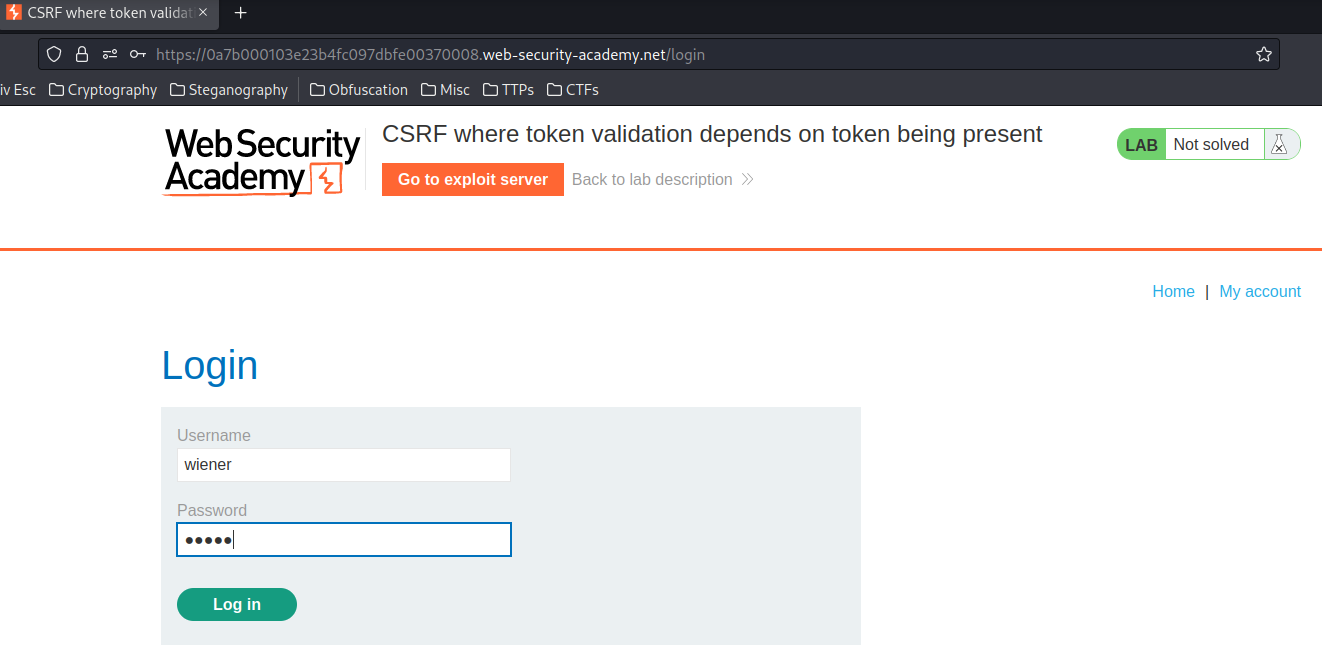 CSRF where token validat
https://0a7b000103e23b4fc097dbfe00370008.web-security-academy.net/login
iv Esc Cryptography Steganography Obfuscation Misc TTPs CTFs
Web Security
Academy
CSRF where token validation depends on token being present
Go to exploit server Back to lab description
LAB Not solved
Home | My account
Login
Username
wiener
Password
•••••
Log in